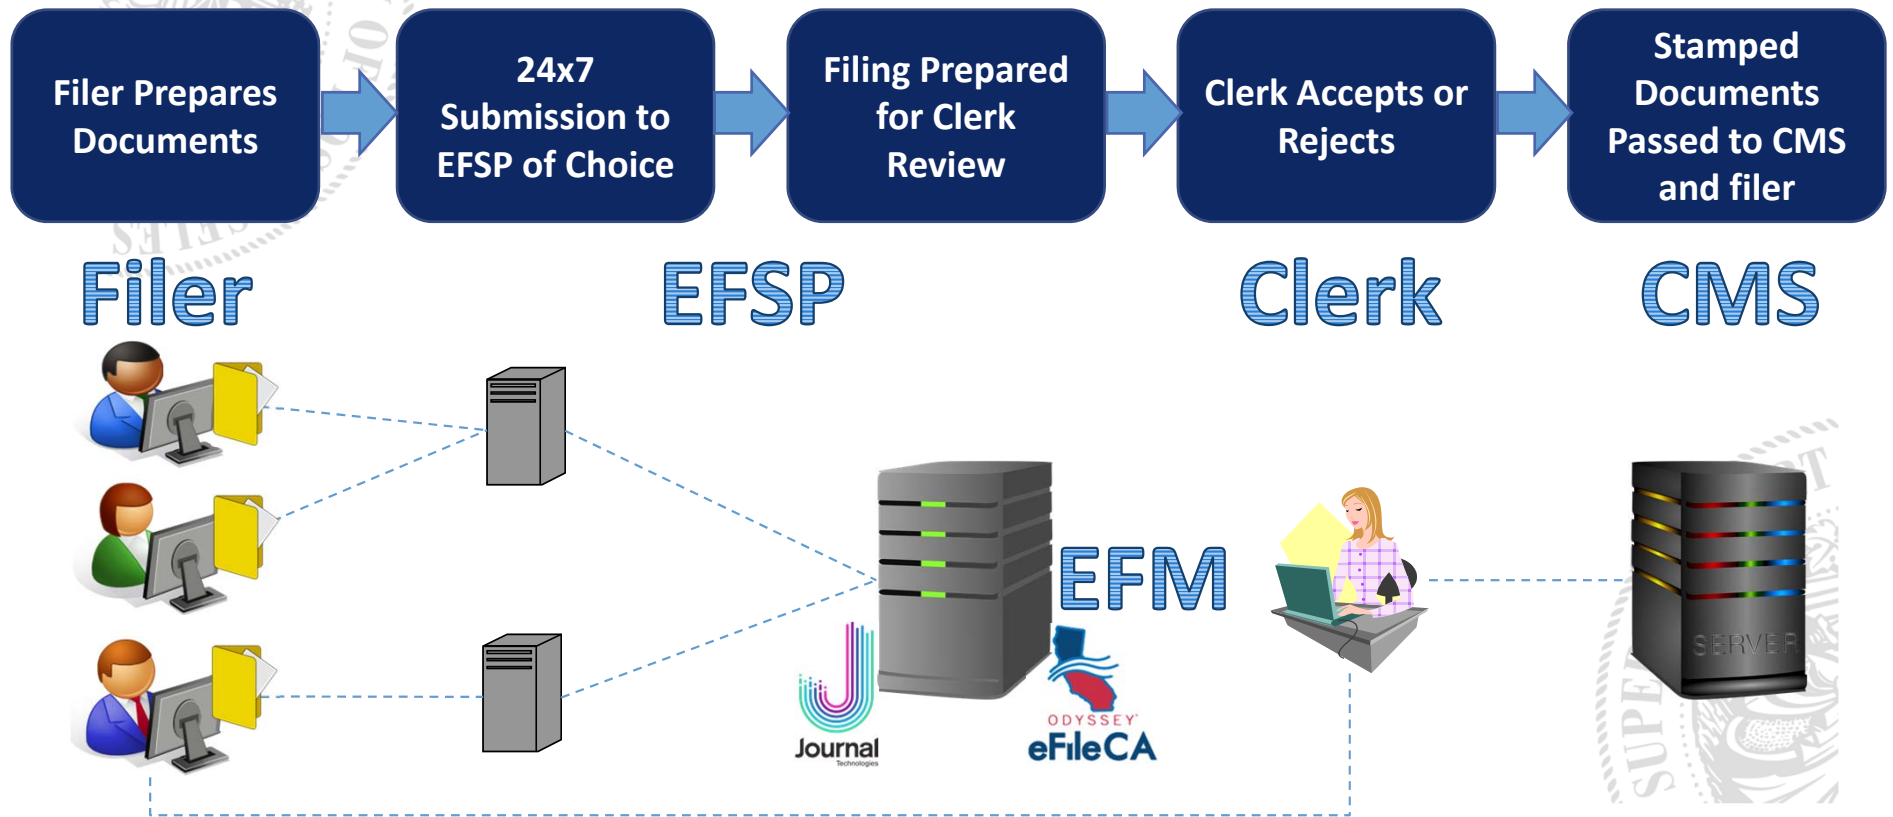 Filer Prepares
Documents
24x7
Submission to
EFSP of Choice
Filing Prepared
for Clerk
Review
Clerk Accepts or
Rejects
Stamped
Documents
Passed to CMS
and filer
Filer
EFSP
Clerk
CMS
EFM
SERVER
Journal
Technologies
ODYSSEY
eFileCA